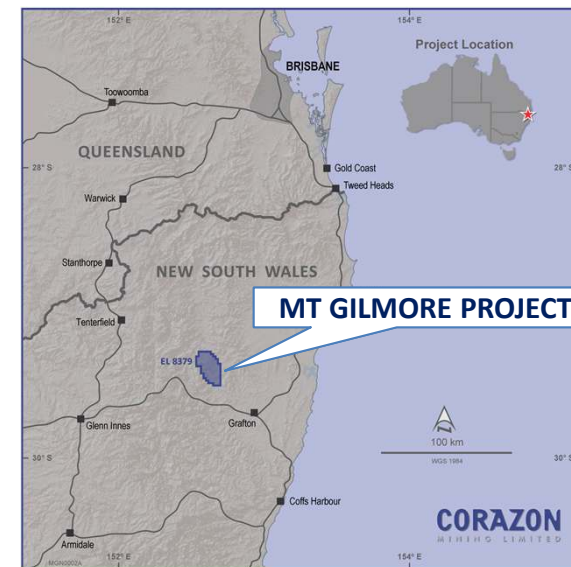 152° E
154° E
Project Location
BRISBANE
Toowoomba
QUEENSLAND
28° S
Gold Coast
28° S
Tweed Heads
Warwick
Stanthorpe
NEW SOUTH WALES
MT GILMORE PROJECT
Tenterfield
EL 8379
Glenn Innes
Grafton
100 km
WGS 1984
30° S
30° S
Coffs Harbour
CORAZON
MINING LIMITED
Armidale
152° E
154° E
MGN0202A